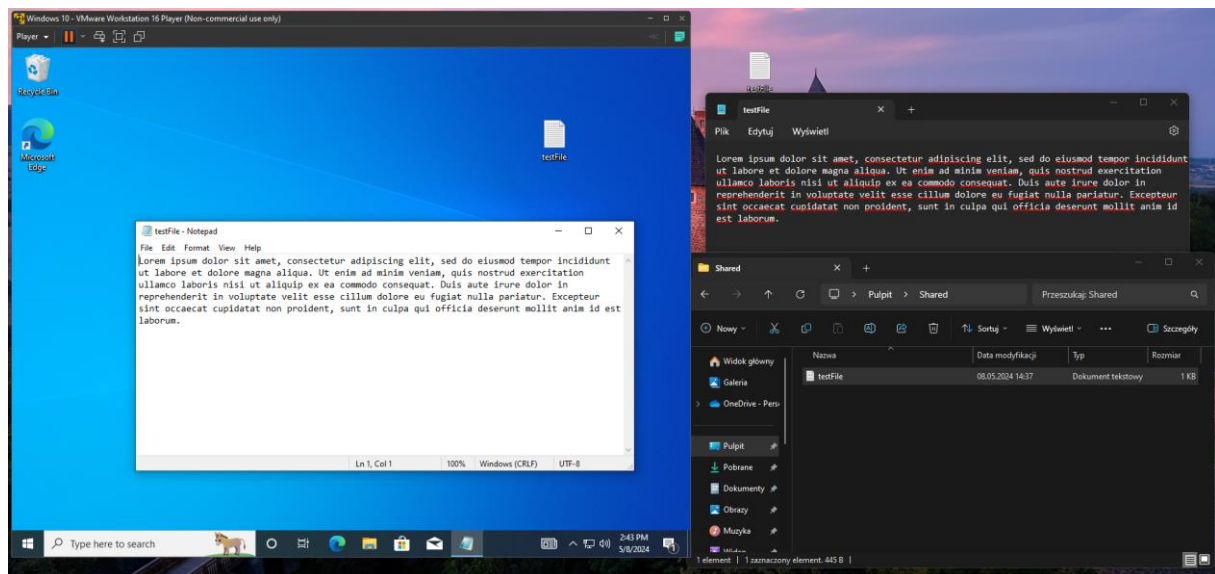 Windows 10 - VMware Workstation 16 Player (Non-commercial use only)
Player
Recycle Bin
Microsoft
Edge
testFile
testFile - Notepad
File Edit Format View Help
Lorem ipsum dolor sit amet, consectetur adipiscing elit, sed do eiusmod tempor incididunt
ut labore et dolore magna aliqua. Ut enim ad minim veniam, quis nostrud exercitation
ullamco laboris nisi ut aliquip ex ea commodo consequat. Duis aute irure dolor in
reprehenderit in voluptate velit esse cillum dolore eu fugiat nulla pariatur. Excepteur
sint occaecat cupidatat non proident, sunt in culpa qui officia deserunt mollit anim id est
laborum.
Ln 1, Col 1 100% Windows (CRLF) UTF-8
Type here to search
2:43 PM
5/8/2024
testFile
testFile
Plik Edytuj Wyświetl
Lorem ipsum dolor sit amet, consectetur adipiscing elit, sed do eiusmod tempor incididunt
ut labore et dolore magna aliqua. Ut enim ad minim veniam, quis nostrud exercitation
ullamco laboris nisi ut aliquip ex ea commodo consequat. Duis aute irure dolor in
reprehenderit in voluptate velit esse cillum dolore eu fugiat nulla pariatur. Excepteur
sint occaecat cupidatat non proident, sunt in culpa qui officia deserunt mollit anim id
est laborum.
Shared
Pulpit > Shared Przeszukaj: Shared
Nowy Sortuj Wyświetl Szczegóły
Nazwa Data modyfikacji Typ Rozmiar
testFile 08.05.2024 14:37 Dokument tekstowy 1 KB
Widok główny
Galeria
OneDrive - Pers
Pulpit
Pobrane
Dokumenty
Obrazy
Muzyka
1 element 1 zaznaczony element. 445 B